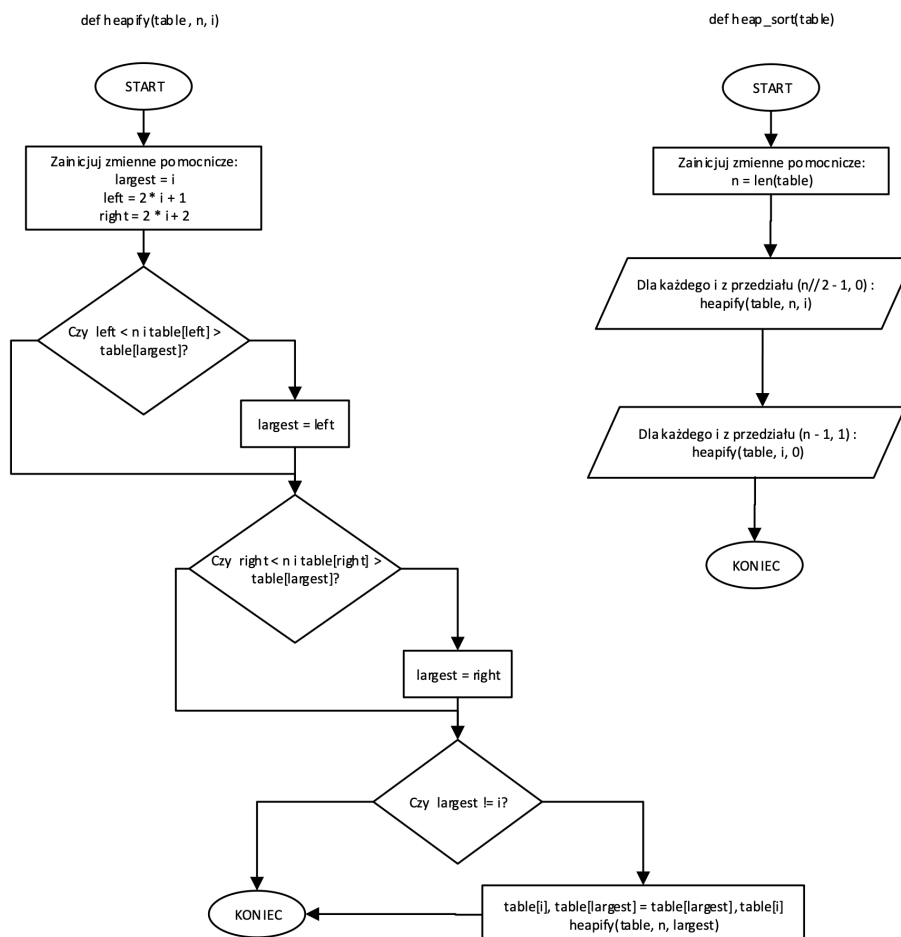 def heapify(table, n, i)
START
Zainicjuj zmienne pomocnicze:
largest = i
left = 2 * i + 1
right = 2 * i + 2
Czy left < n i table[left] >
table[largest]?
largest = left
Czy right < n i table[right] >
table[largest]?
largest = right
Czy largest != i?
KONIEC
table[i], table[largest] = table[largest], table[i]
heapify(table, n, largest)
def heap_sort(table)
START
Zainicjuj zmienne pomocnicze:
n = len(table)
Dla każdego i z przedziału (n//2 - 1, 0) :
heapify(table, n, i)
Dla każdego i z przedziału (n - 1, 1) :
heapify(table, i, 0)
KONIEC